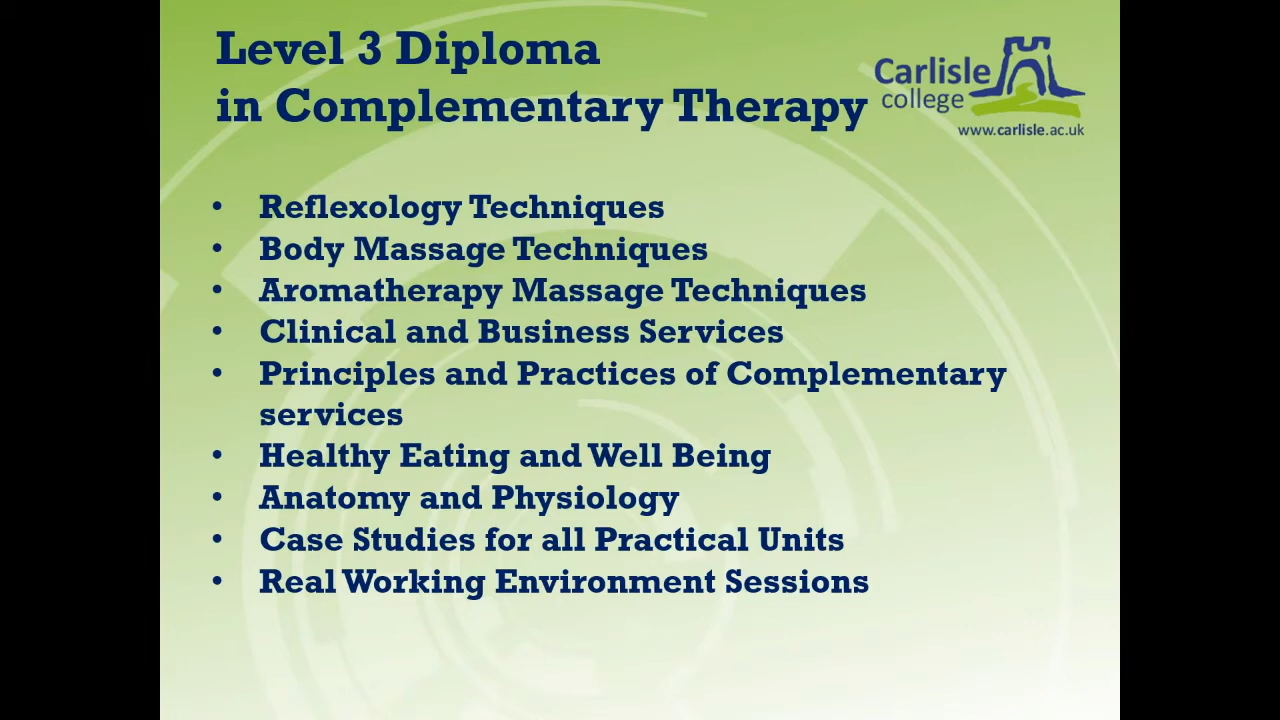 Level 3 Diploma
in Complementary Therapy
Carlisle
college
www.carlisle.ac.uk
• Reflexology Techniques
• Body Massage Techniques
• Aromatherapy Massage Techniques
• Clinical and Business Services
• Principles and Practices of Complementary
services
• Healthy Eating and Well Being
• Anatomy and Physiology
• Case Studies for all Practical Units
• Real Working Environment Sessions